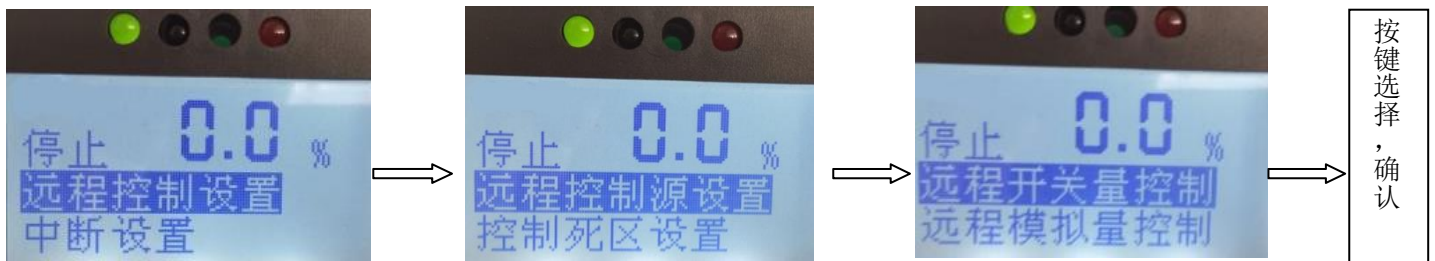 停止 0.0 %
远程控制设置
中断设置
停止 0.0 %
远程控制源设置
控制死区设置
停止 0.0 %
远程开关量控制
远程模拟量控制
按键选择，确认